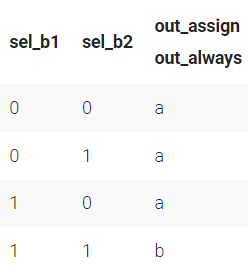 sel_b1 sel_b2 out_assign
out_always
0 0 a
0 1 a
1 0 a
1 1 b